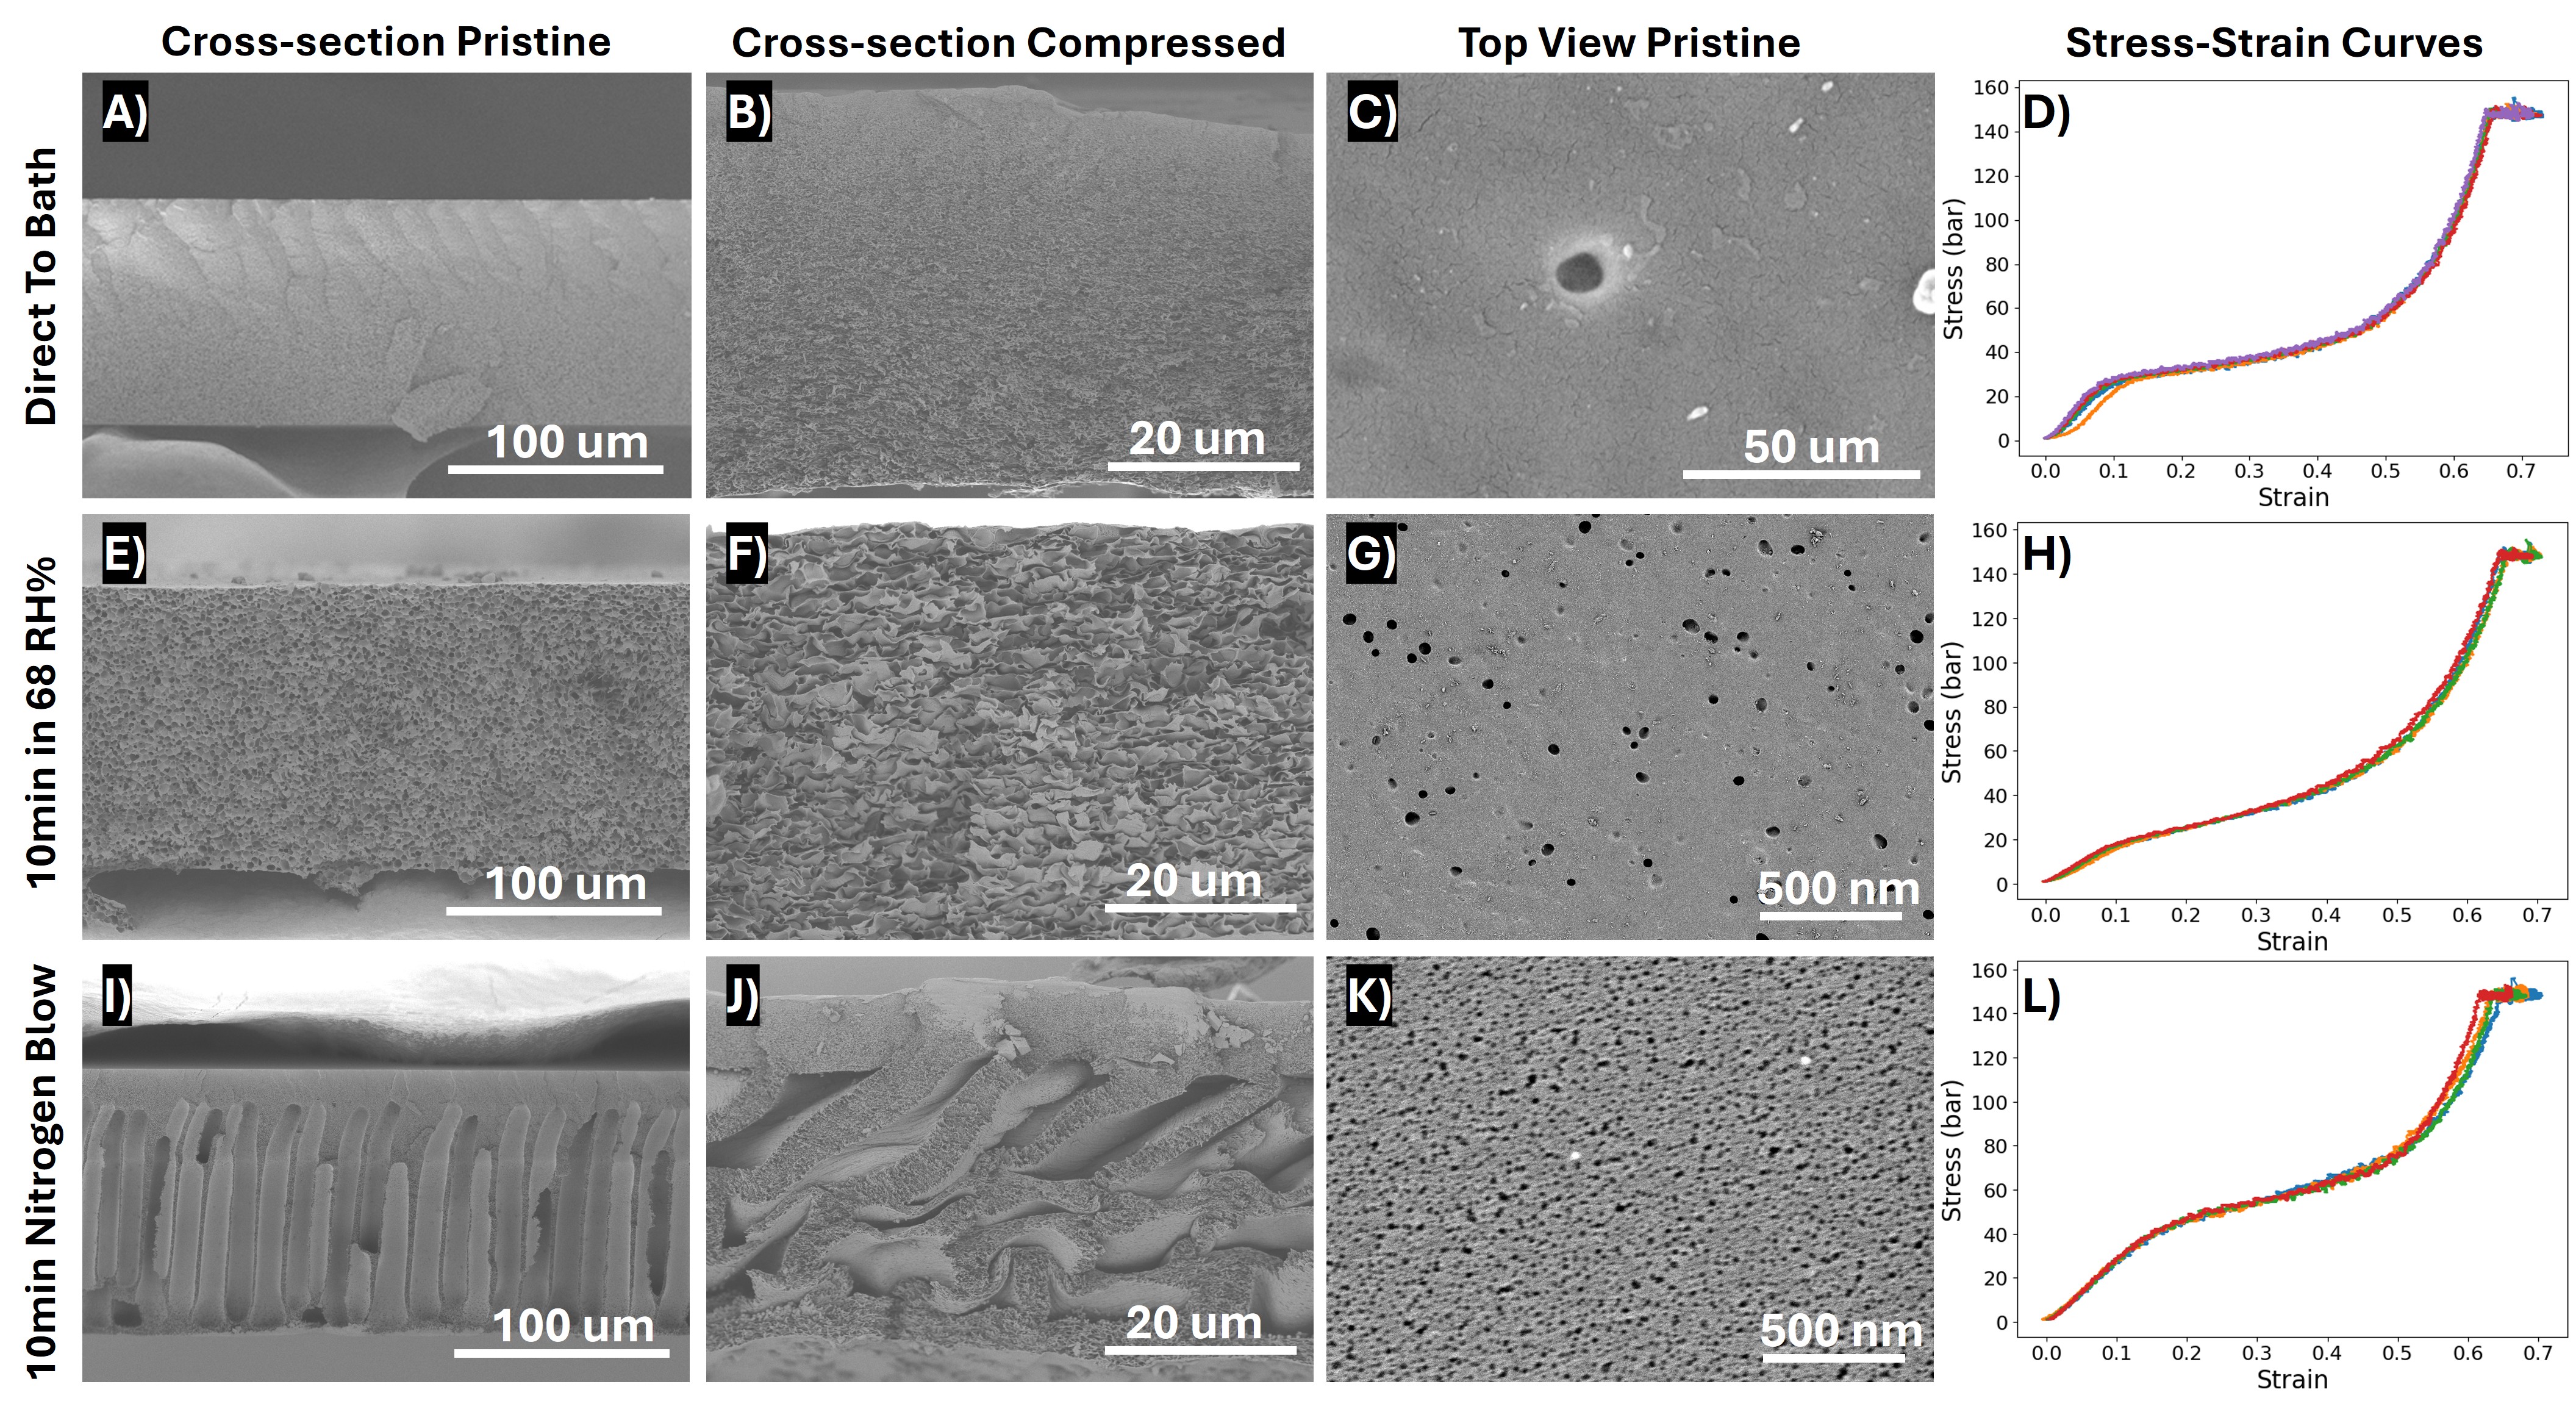 Cross-section Pristine
Cross-section Compressed
Top View Pristine
Stress-Strain Curves
Direct To Bath
A)
100 um
B)
20 um
C)
50 um
D)
Stress (bar)
160
140
120
100
80
60
40
20
0
0.0 0.1 0.2 0.3 0.4 0.5 0.6 0.7
Strain
10min in 68 RH%
E)
100 um
F)
20 um
G)
500 nm
H)
Stress (bar)
160
140
120
100
80
60
40
20
0
0.0 0.1 0.2 0.3 0.4 0.5 0.6 0.7
Strain
10min Nitrogen Blow
I)
100 um
J)
20 um
K)
500 nm
L)
Stress (bar)
160
140
120
100
80
60
40
20
0
0.0 0.1 0.2 0.3 0.4 0.5 0.6 0.7
Strain